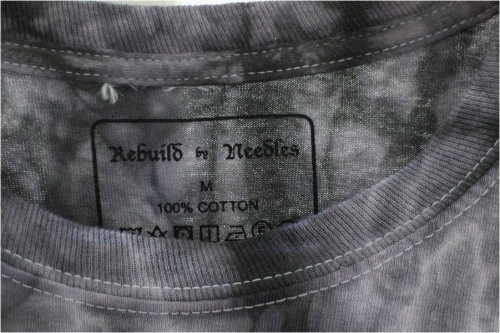 Rebuild by Needles
M
100% COTTON